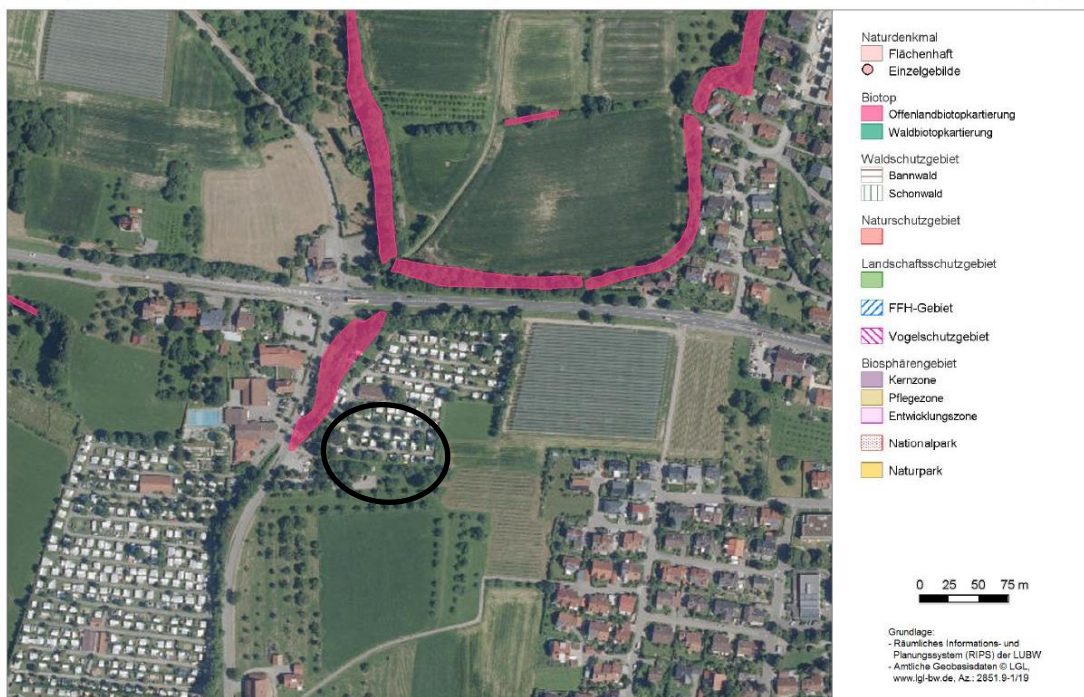 Naturdenkmal
Flächenhaft
Einzelgebilde
Biotop
Offenlandbiotopkartierung
Waldbiotopkartierung
Waldschutzgebiet
Bannwald
Schonwald
Naturschutzgebiet
Landschaftsschutzgebiet
FFH-Gebiet
Vogelschutzgebiet
Biosphärengebiet
Kernzone
Pflegezone
Entwicklungszone
Nationalpark
Naturpark
0 25 50 75 m
Grundlage:
- Räumliches Informations- und
Planungssystem (RIPS) der LUBW
- Amtliche Geobasisdaten © LGL,
www.lgl-bw.de, Az.: 2851.9-1/19